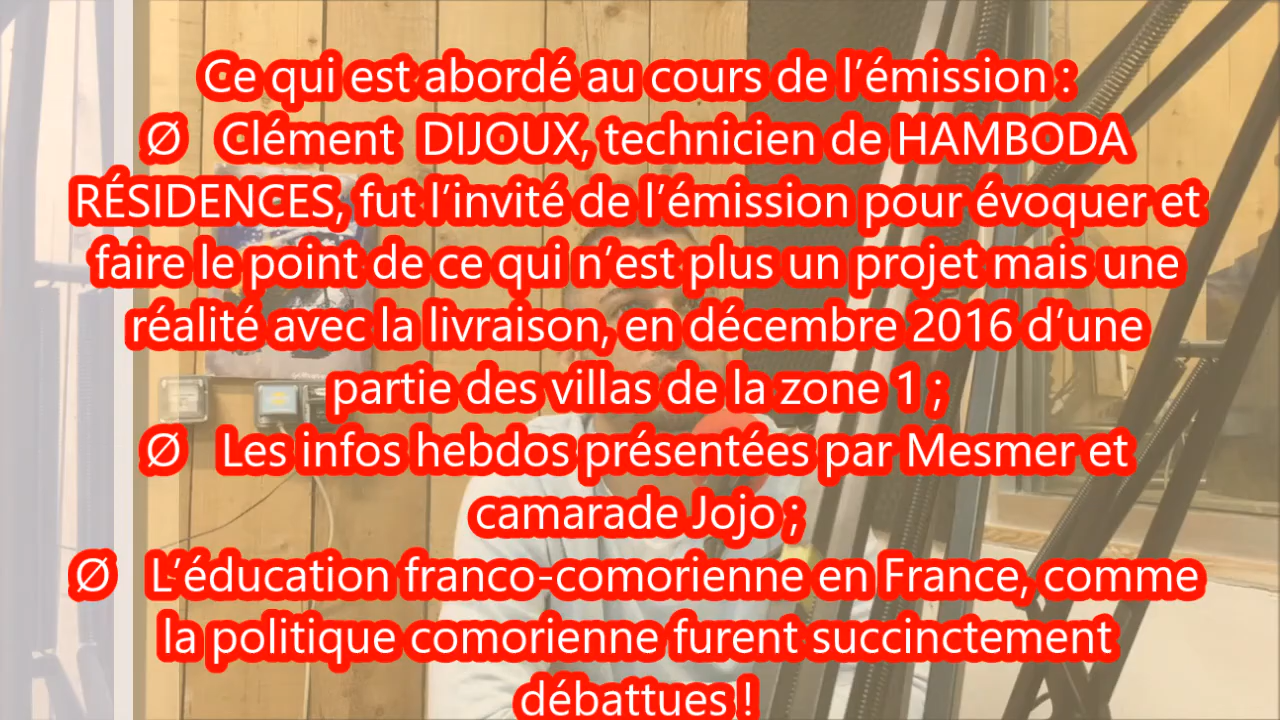 Ce qui est abordé au cours de l’émission :
Ø Clément DIJOUX, technicien de HAMBODA
RÉSIDENCES, fut l’invité de l’émission pour évoquer et
faire le point de ce qui n’est plus un projet mais une
réalité avec la livraison, en décembre 2016 d’une
partie des villas de la zone 1 ;
Ø Les infos hebdos présentées par Mesmer et
camarade Jojo ;
Ø L’éducation franco-comorienne en France, comme
la politique comorienne furent succinctement
débattues !